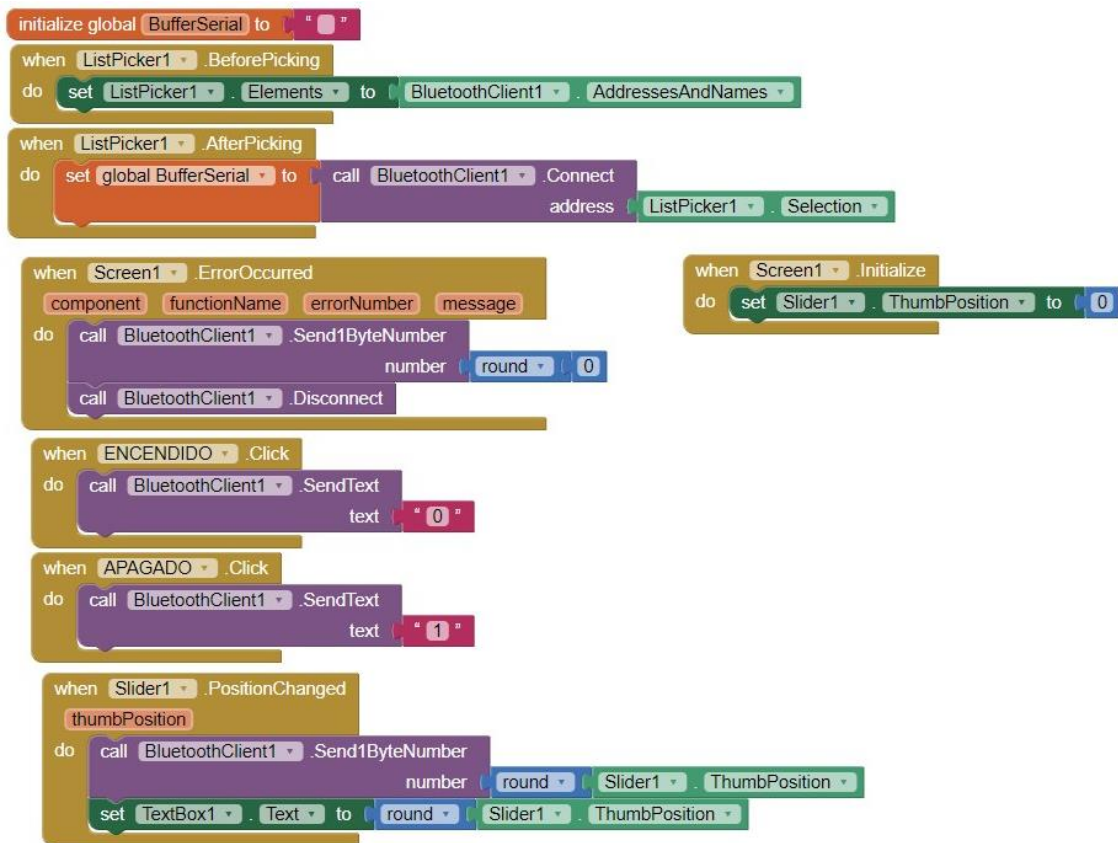 initialize global BufferSerial to " "
when ListPicker1 .BeforePicking
do set ListPicker1 . Elements to BluetoothClient1 . AddressesAndNames
when ListPicker1 .AfterPicking
do set global BufferSerial to call BluetoothClient1 .Connect
address ListPicker1 . Selection
when Screen1 .ErrorOccurred
component functionName errorNumber message
do call BluetoothClient1 .Send1ByteNumber
number round 0
call BluetoothClient1 .Disconnect
when Screen1 .Initialize
do set Slider1 . ThumbPosition to 0
when ENCENDIDO .Click
do call BluetoothClient1 .SendText
text " 0 "
when APAGADO .Click
do call BluetoothClient1 .SendText
text " 1 "
when Slider1 .PositionChanged
thumbPosition
do call BluetoothClient1 .Send1ByteNumber
number round Slider1 . ThumbPosition
set TextBox1 . Text to round Slider1 . ThumbPosition